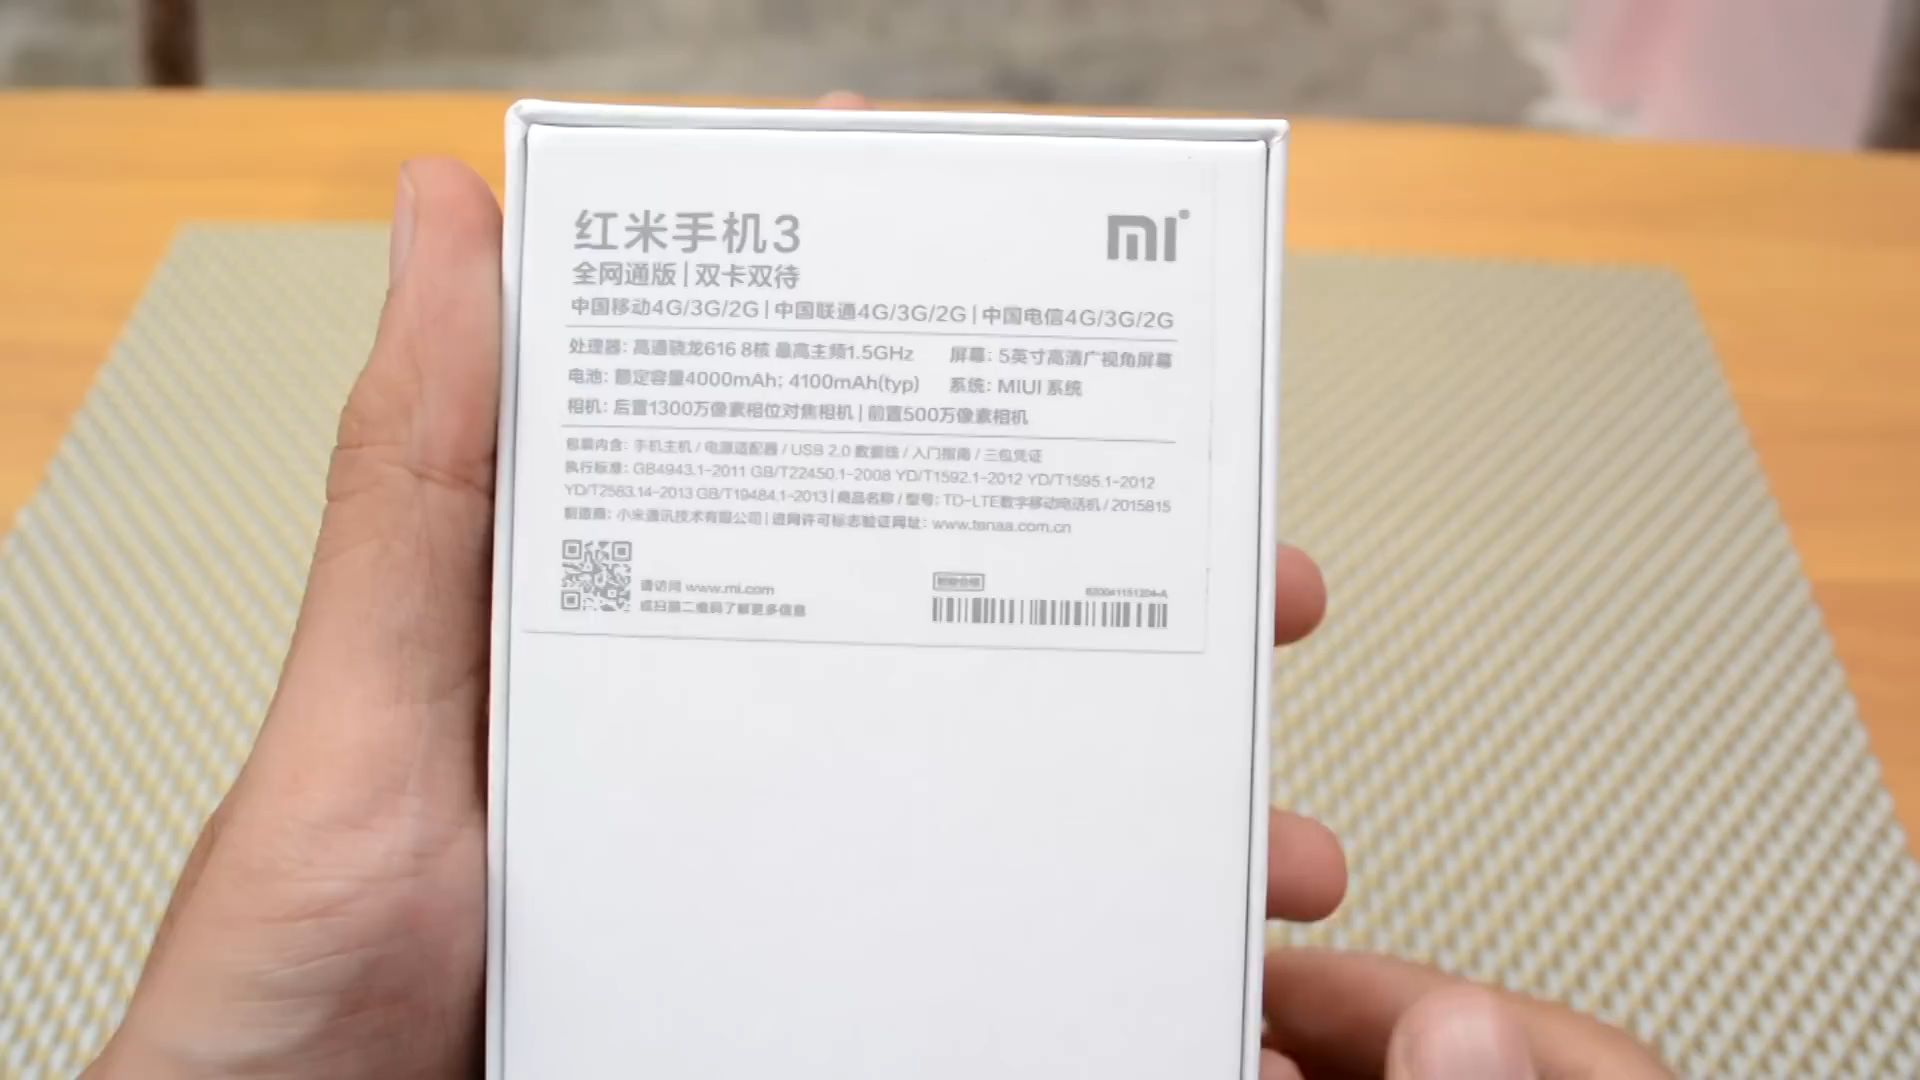 红米手机3
mi
全网通版 | 双卡双待
中国移动4G/3G/2G | 中国联通4G/3G/2G | 中国电信4G/3G/2G
处理器: 高通骁龙616 8核 最高主频1.5GHz 屏幕: 5英寸高清广视角屏幕
电池: 额定容量4000mAh; 4100mAh(typ) 系统: MIUI 系统
相机: 后置1300万像素相位对焦相机 | 前置500万像素相机
包装内含: 手机主机 / 电源适配器 / USB 2.0 数据线 / 入门指南 / 三包凭证
执行标准: GB4943.1-2011 GB/T22450.1-2008 YD/T1592.1-2012 YD/T1595.1-2012
YD/T2583.14-2013 GB/T19484.1-2013 | 商品名称 / 型号: TD-LTE数字移动电话机 / 2015815
制造商: 小米通讯技术有限公司 | 进网许可标志验证网址: www.tenaa.com.cn
请访问 www.mi.com
或扫描二维码了解更多信息